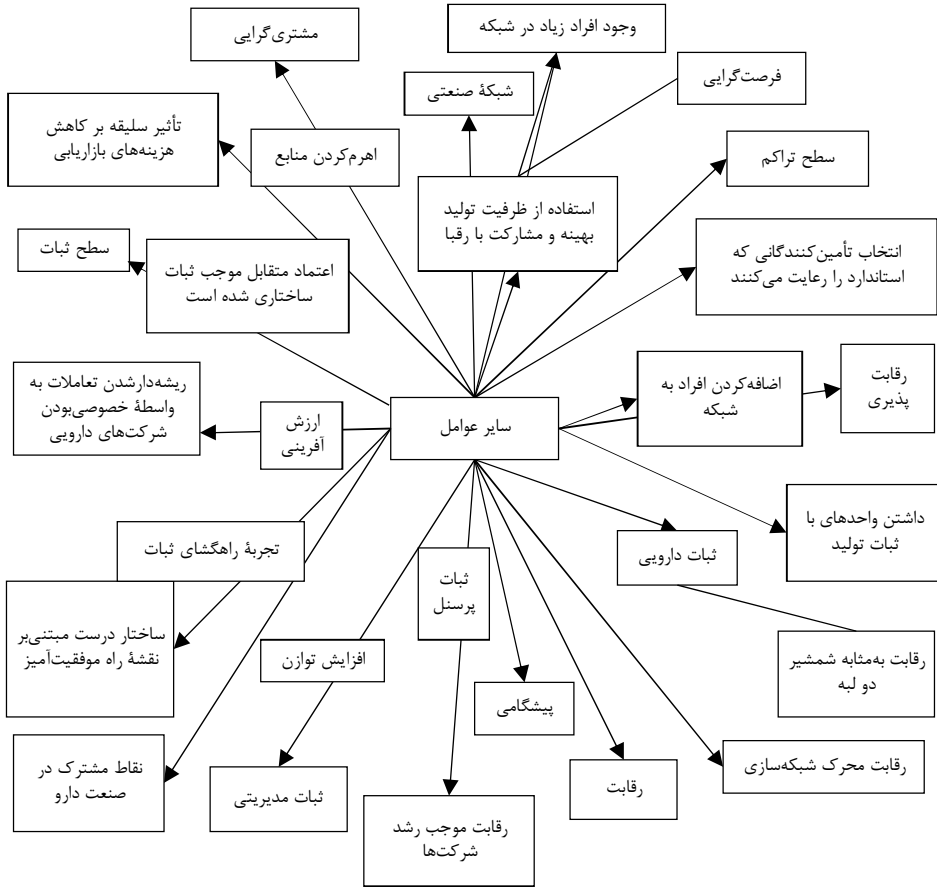 وجود افراد زیاد در شبکه
مشتری‌گرایی
فرصت‌گرایی
شبکهٔ صنعتی
تأثیر سلیقه بر کاهش
هزینه‌های بازاریابی
اهرم‌کردن منابع
سطح تراکم
استفاده از ظرفیت تولید
بهینه و مشارکت با رقبا
سطح ثبات
اعتماد متقابل موجب ثبات
ساختاری شده است
انتخاب تأمین‌کنندگانی که
استاندارد را رعایت می‌کنند
رقابت
پذیری
اضافه‌کردن افراد به
شبکه
سایر عوامل
ارزش
آفرینی
ریشه‌دارشدن تعاملات به
واسطهٔ خصوصی‌بودن
شرکت‌های دارویی
داشتن واحدهای با
ثبات تولید
ثبات دارویی
ثبات
پرسنل
تجربهٔ راهگشای ثبات
ساختار درست مبتنی‌بر
نقشهٔ راه موفقیت‌آمیز
رقابت به‌مثابه شمشیر
دو لبه
افزایش توازن
پیشگامی
رقابت محرک شبکه‌سازی
رقابت
ثبات مدیریتی
نقاط مشترک در
صنعت دارو
رقابت موجب رشد
شرکت‌ها